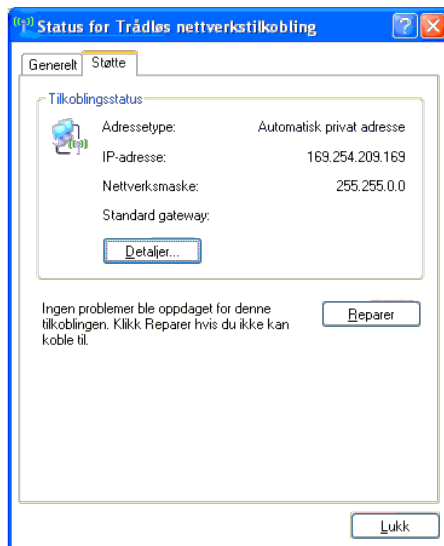 Status for Trådløs nettverkstilkobling
Generelt
Støtte
Tilkoblingsstatus
Adressetype: Automatisk privat adresse
IP-adresse: 169.254.209.169
Nettverksmaske: 255.255.0.0
Standard gateway:
Detaljer...
Ingen problemer ble oppdaget for denne
tilkoblingen. Klikk Reparer hvis du ikke kan
koble til.
Reparer
Lukk